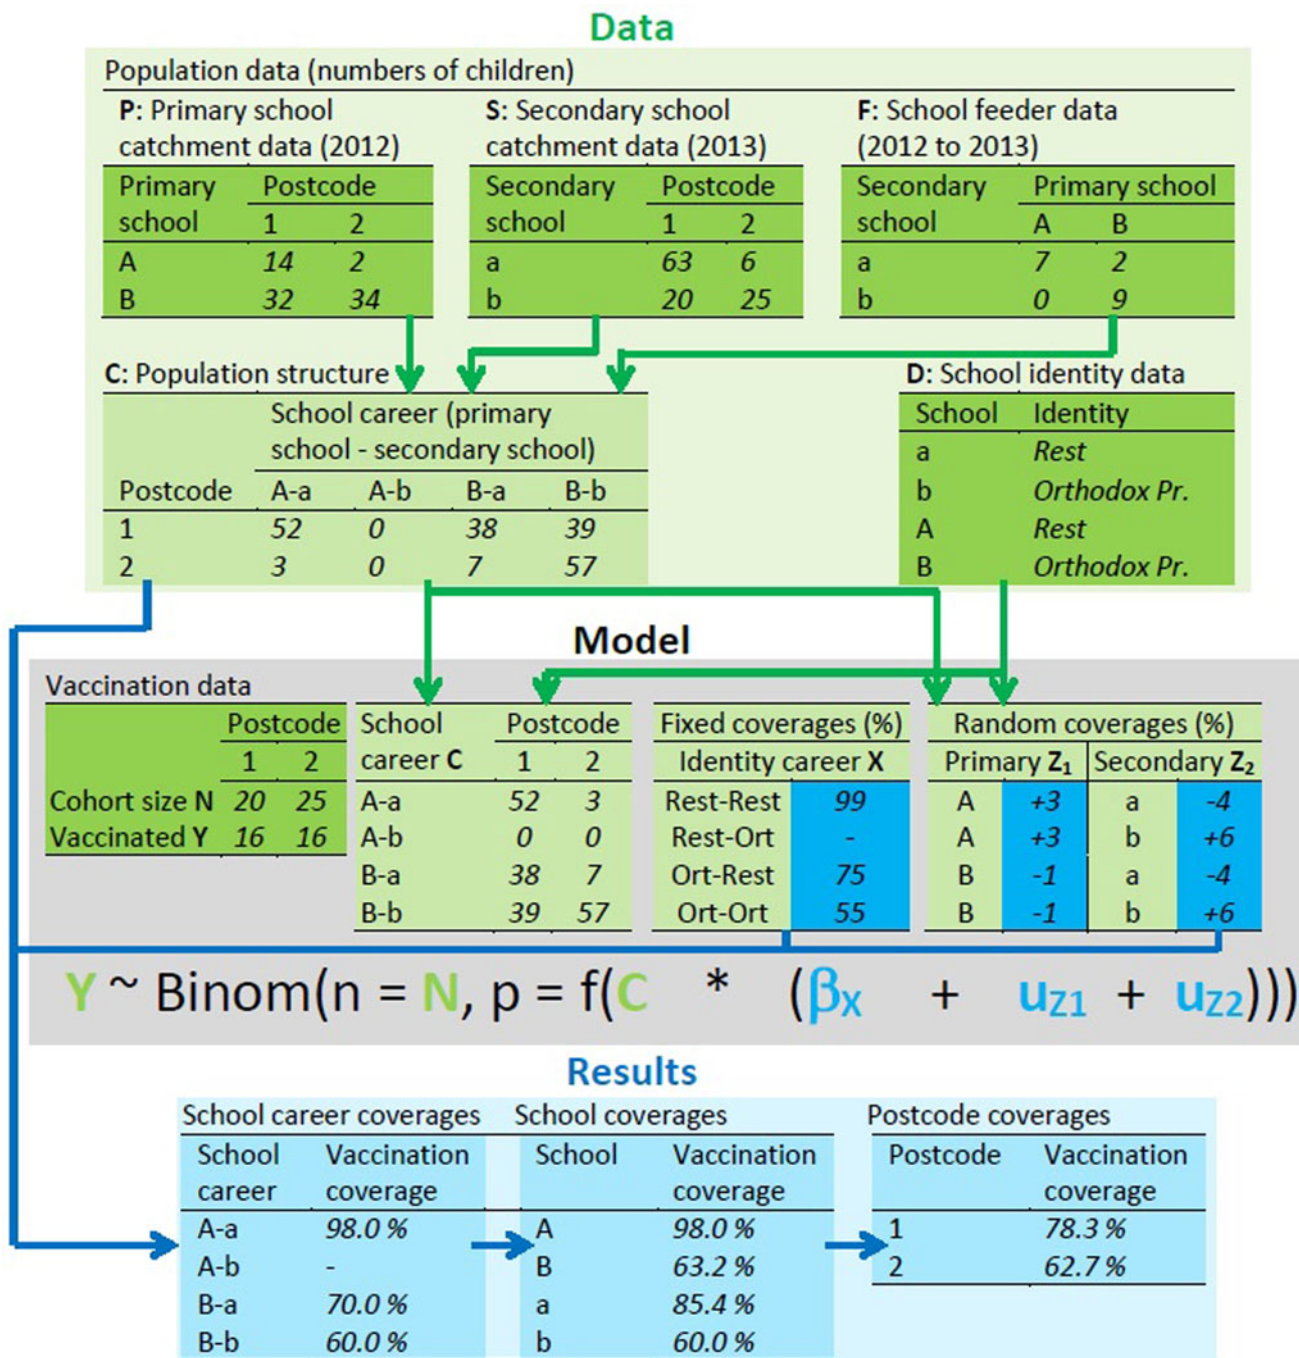 Data
Population data (numbers of children)
P: Primary school catchment data (2012)
Primary school Postcode
1 2
A 14 2
B 32 34
S: Secondary school catchment data (2013)
Secondary school Postcode
1 2
a 63 6
b 20 25
F: School feeder data (2012 to 2013)
Secondary school Primary school
A B
a 7 2
b 0 9
C: Population structure
School career (primary school - secondary school)
Postcode A-a A-b B-a B-b
1 52 0 38 39
2 3 0 7 57
D: School identity data
School Identity
a Rest
b Orthodox Pr.
A Rest
B Orthodox Pr.
Model
Vaccination data
Postcode
1 2
Cohort size N 20 25
Vaccinated Y 16 16
School career C Postcode
1 2
A-a 52 3
A-b 0 0
B-a 38 7
B-b 39 57
Fixed coverages (%)
Identity career X
Rest-Rest 99
Rest-Ort -
Ort-Rest 75
Ort-Ort 55
Random coverages (%)
Primary Z1 Secondary Z2
A +3 a -4
A +3 b +6
B -1 a -4
B -1 b +6
Y ~ Binom(n = N, p = f(C * (βX + uZ1 + uZ2)))
Results
School career coverages
School career Vaccination coverage
A-a 98.0 %
A-b -
B-a 70.0 %
B-b 60.0 %
School coverages
School Vaccination coverage
A 98.0 %
B 63.2 %
a 85.4 %
b 60.0 %
Postcode coverages
Postcode Vaccination coverage
1 78.3 %
2 62.7 %